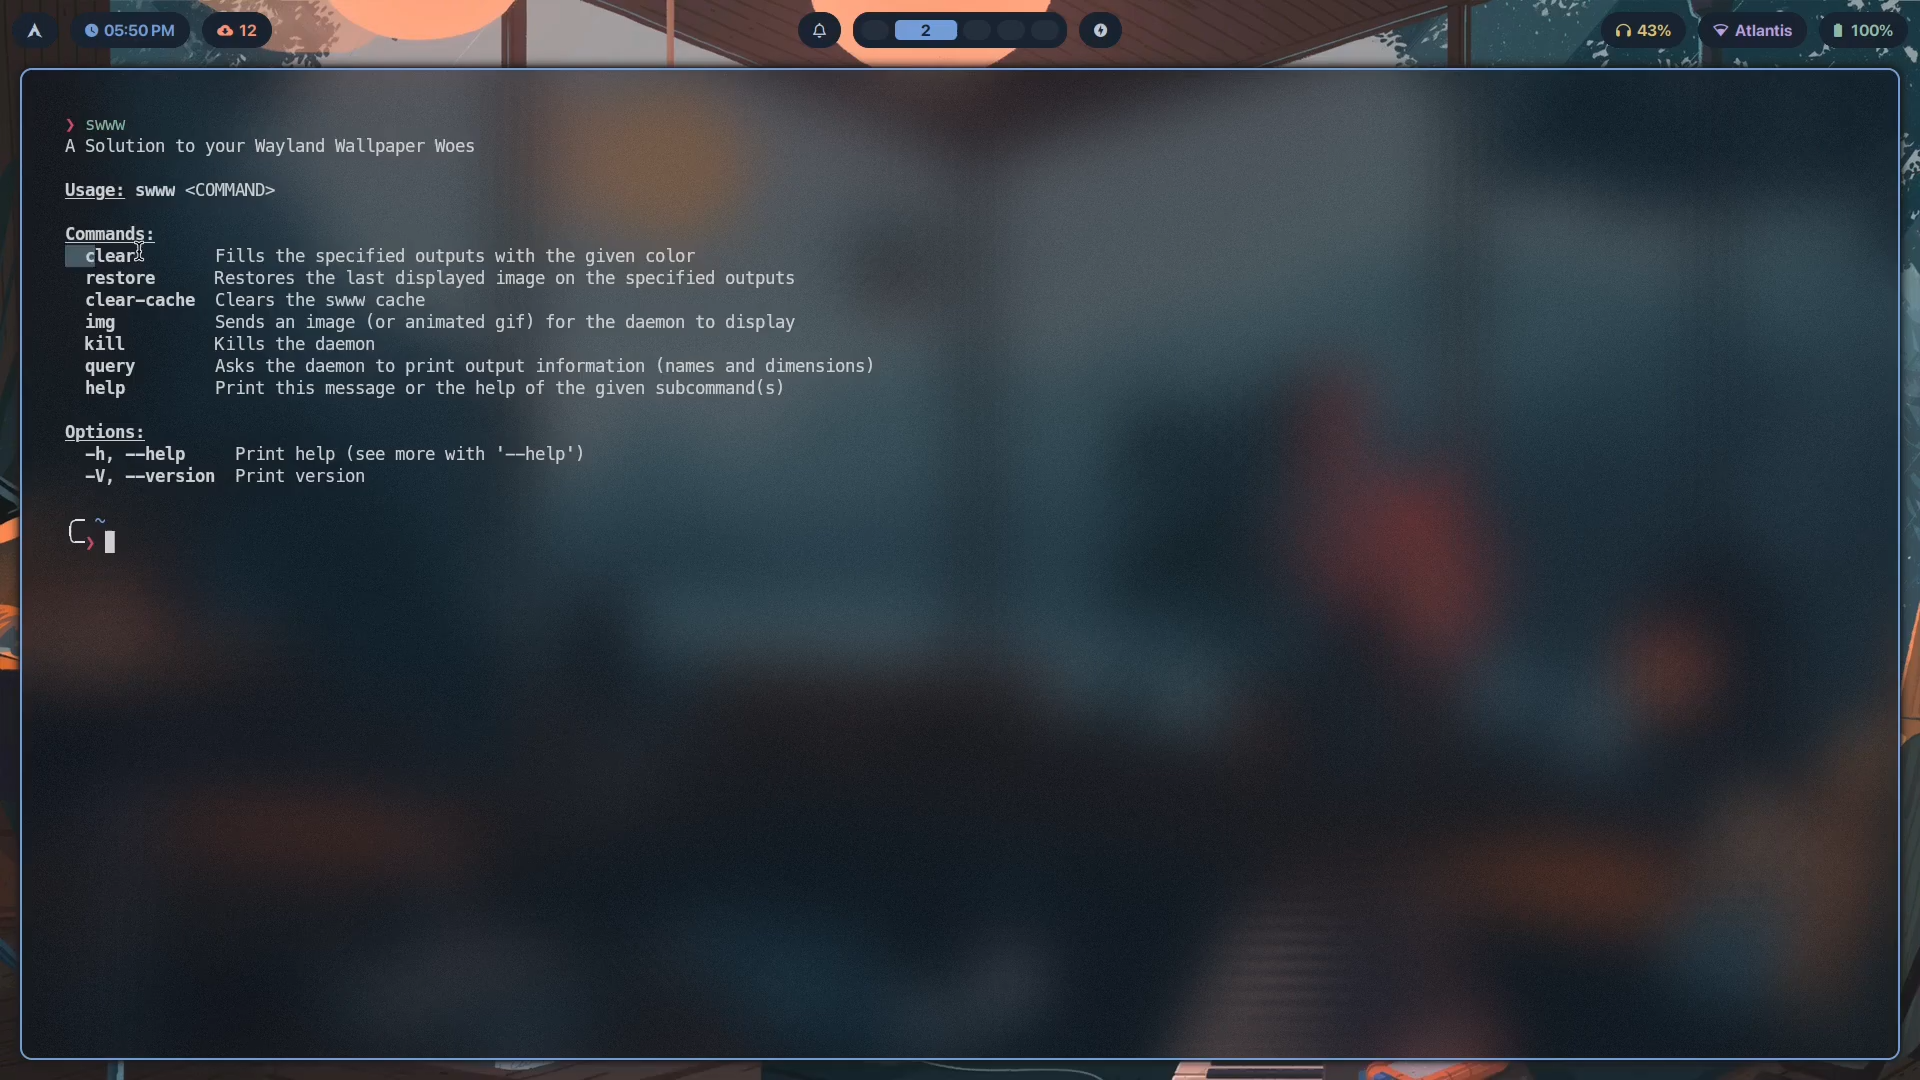 05:50 PM
12
2
43%
Atlantis
100%
❯ swww
A Solution to your Wayland Wallpaper Woes
Usage: swww <COMMAND>
Commands:
clear Fills the specified outputs with the given color
restore Restores the last displayed image on the specified outputs
clear-cache Clears the swww cache
img Sends an image (or animated gif) for the daemon to display
kill Kills the daemon
query Asks the daemon to print output information (names and dimensions)
help Print this message or the help of the given subcommand(s)
Options:
-h, --help Print help (see more with '--help')
-V, --version Print version
~
❯